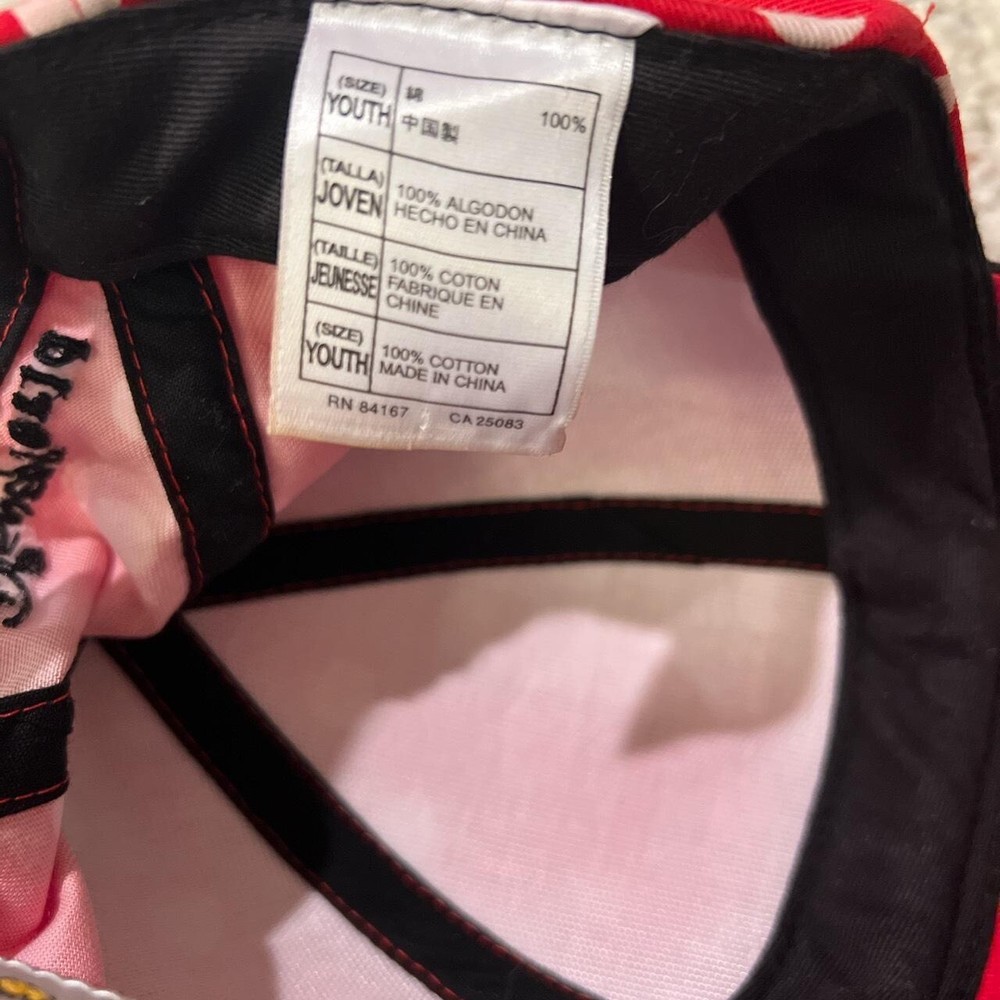 (SIZE)
YOUTH
綿 100%
中国製
(TALLA)
JOVEN
100% ALGODON
HECHO EN CHINA
(TAILLE)
JEUNESSE
100% COTON
FABRIQUE EN
CHINE
(SIZE)
YOUTH
100% COTTON
MADE IN CHINA
RN 84167 CA 25083